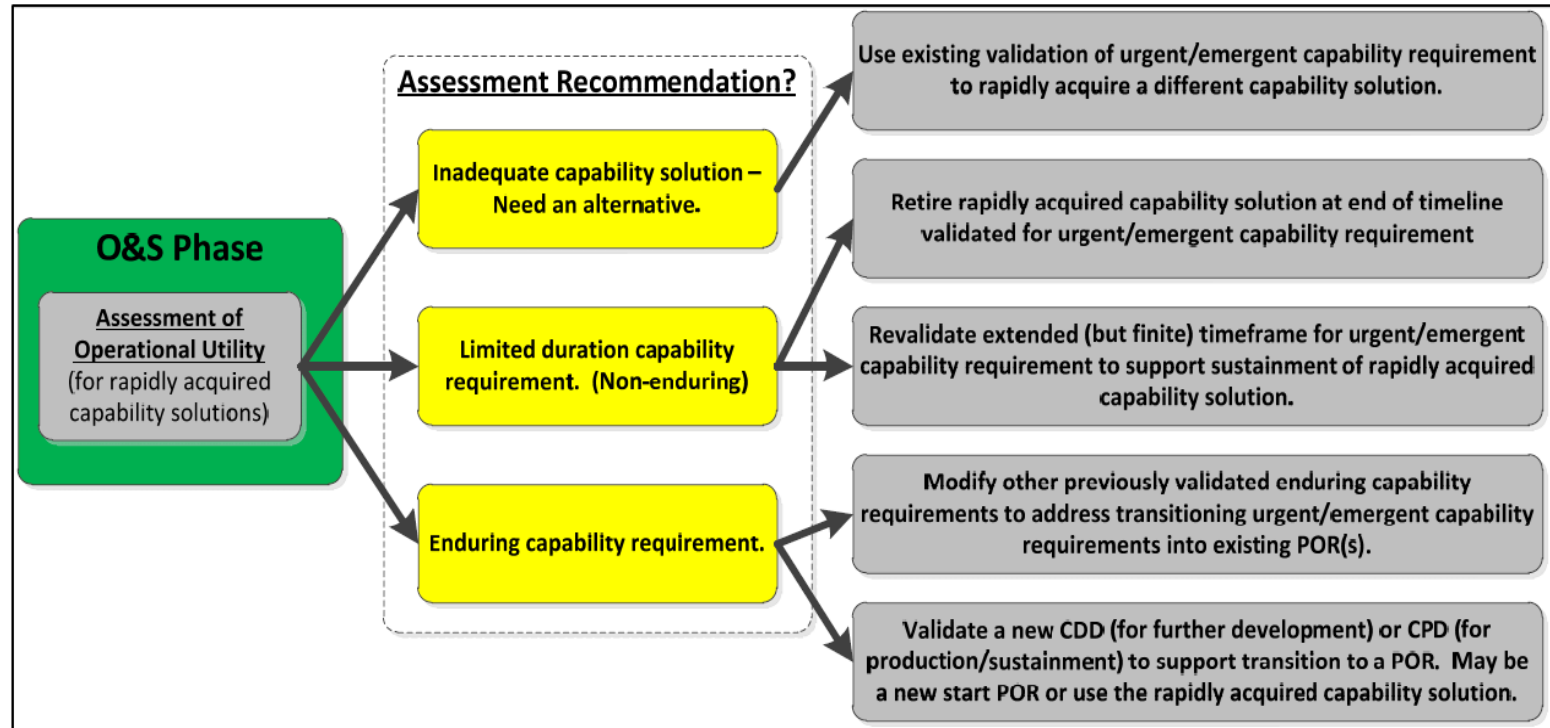 O&S Phase
Assessment of
Operational Utility
(for rapidly acquired
capability solutions)
Assessment Recommendation?
Inadequate capability solution –
Need an alternative.
Limited duration capability
requirement.  (Non-enduring)
Enduring capability requirement.
Use existing validation of urgent/emergent capability requirement
to rapidly acquire a different capability solution.
Retire rapidly acquired capability solution at end of timeline
validated for urgent/emergent capability requirement
Revalidate extended (but finite) timeframe for urgent/emergent
capability requirement to support sustainment of rapidly acquired
capability solution.
Modify other previously validated enduring capability
requirements to address transitioning urgent/emergent capability
requirements into existing POR(s).
Validate a new CDD (for further development) or CPD (for
production/sustainment) to support transition to a POR.  May be
a new start POR or use the rapidly acquired capability solution.